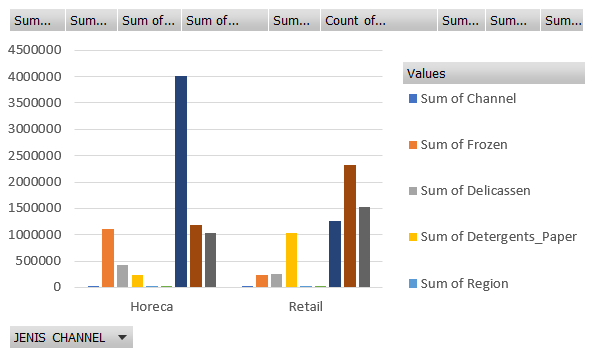 Sum... Sum... Sum of... Sum of... Sum... Count of... Sum... Sum... Sum...
4500000
4000000
3500000
3000000
2500000
2000000
1500000
1000000
500000
0
Horeca Retail
Values
Sum of Channel
Sum of Frozen
Sum of Delicassen
Sum of Detergents_Paper
Sum of Region
JENIS CHANNEL